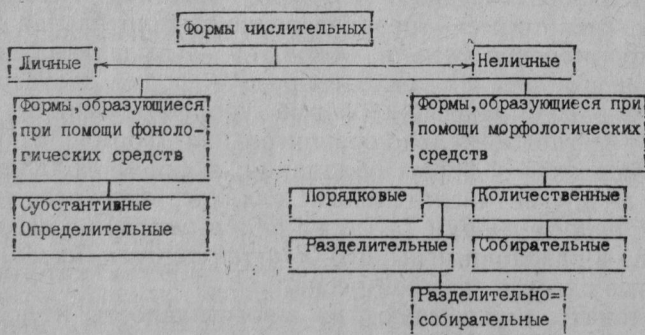 Формы числительных
Личные
Неличные
Формы, образующиеся
при помощи фоноло-
гических средств
Формы, образующиеся при
помощи морфологических
средств
Субстантивные
Определительные
Порядковые
Количественные
Разделительные
Собирательные
Разделительно=
собирательные